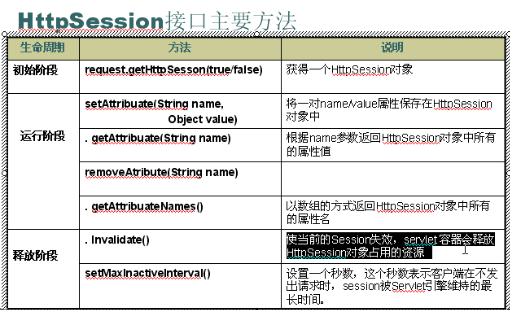 HttpSession接口主要方法
生命周期 方法 说明
初始阶段 request.getHttpSesson(true/false) 获得一个HttpSession对象
运行阶段 setAttribuate(String name, 将一对name/value属性保存在HttpSession
Object value) 对象中
. getAttribuate(String name) 根据name参数返回HttpSession对象中所有
的属性值
removeAtribute(String name)
. getAttribuateNames() 以数组的方式返回HttpSession对象中所有
的属性名
释放阶段 . Invalidate() 使当前的Session失效，servlet 容器会释放
HttpSession对象占用的资源
setMaxInactiveInterval() 设置一个秒数，这个秒数表示客户端在不发
出请求时，session被Servlet引擎维持的最
长时间。